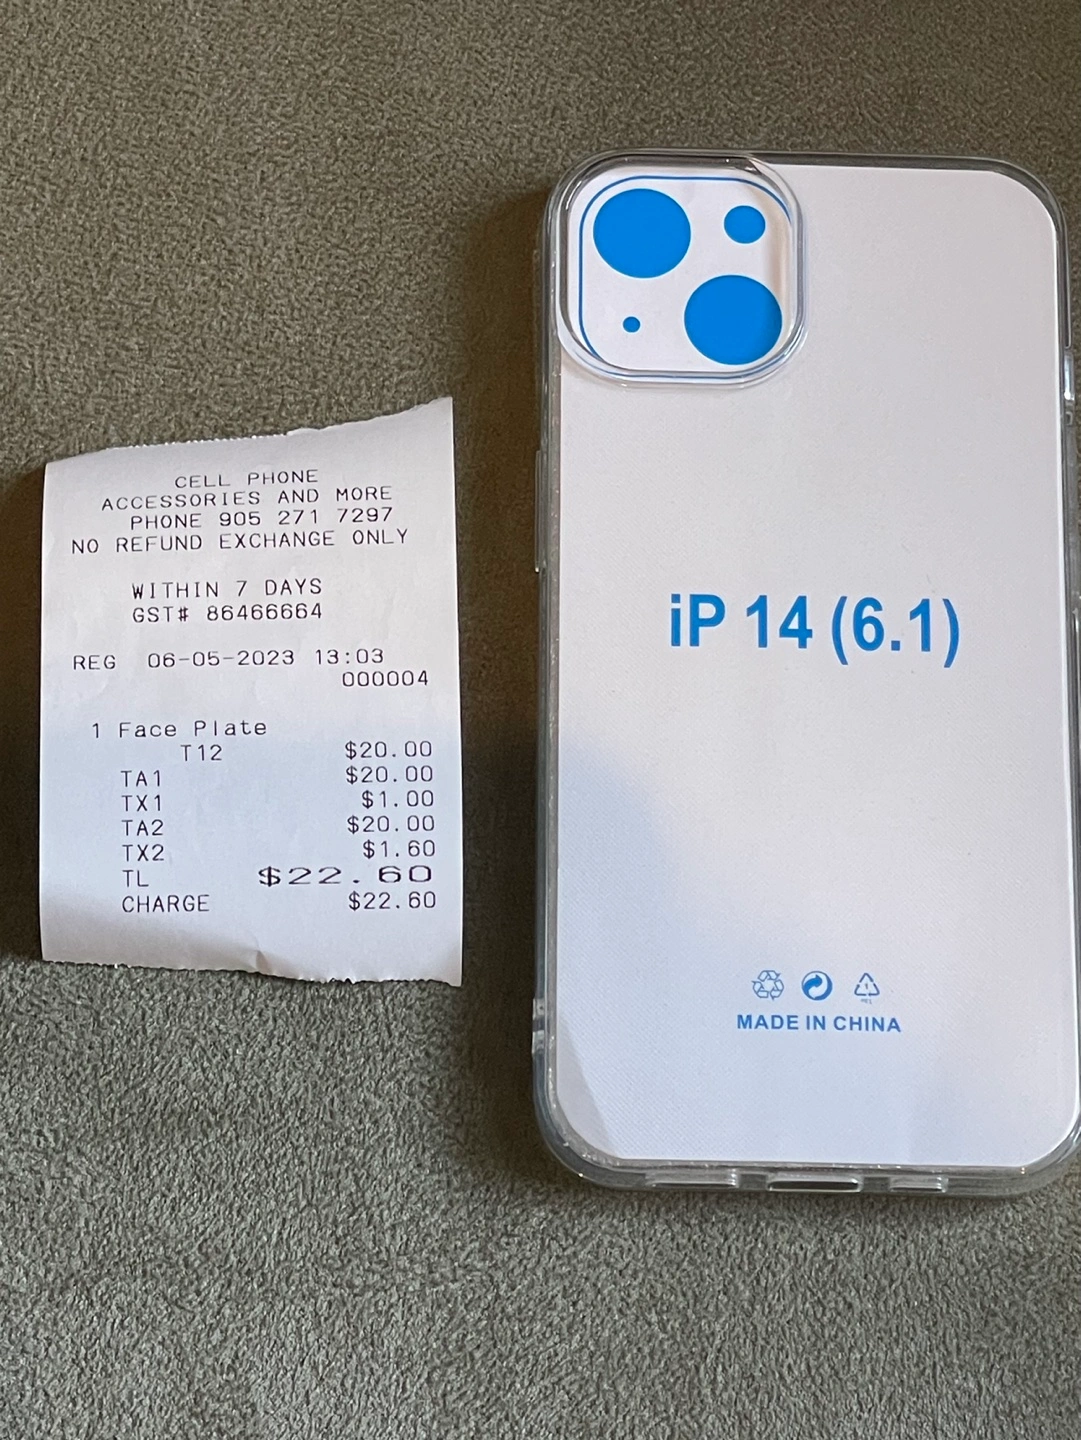 CELL PHONE
ACCESSORIES AND MORE
PHONE 905 271 7297
NO REFUND EXCHANGE ONLY
WITHIN 7 DAYS
GST# 86466664
REG 06-05-2023 13:03
000004
1 Face Plate
T12 $20.00
TA1 $20.00
TX1 $1.00
TA2 $20.00
TX2 $1.60
TL $22.60
CHARGE $22.60
iP 14 (6.1)
1
MADE IN CHINA